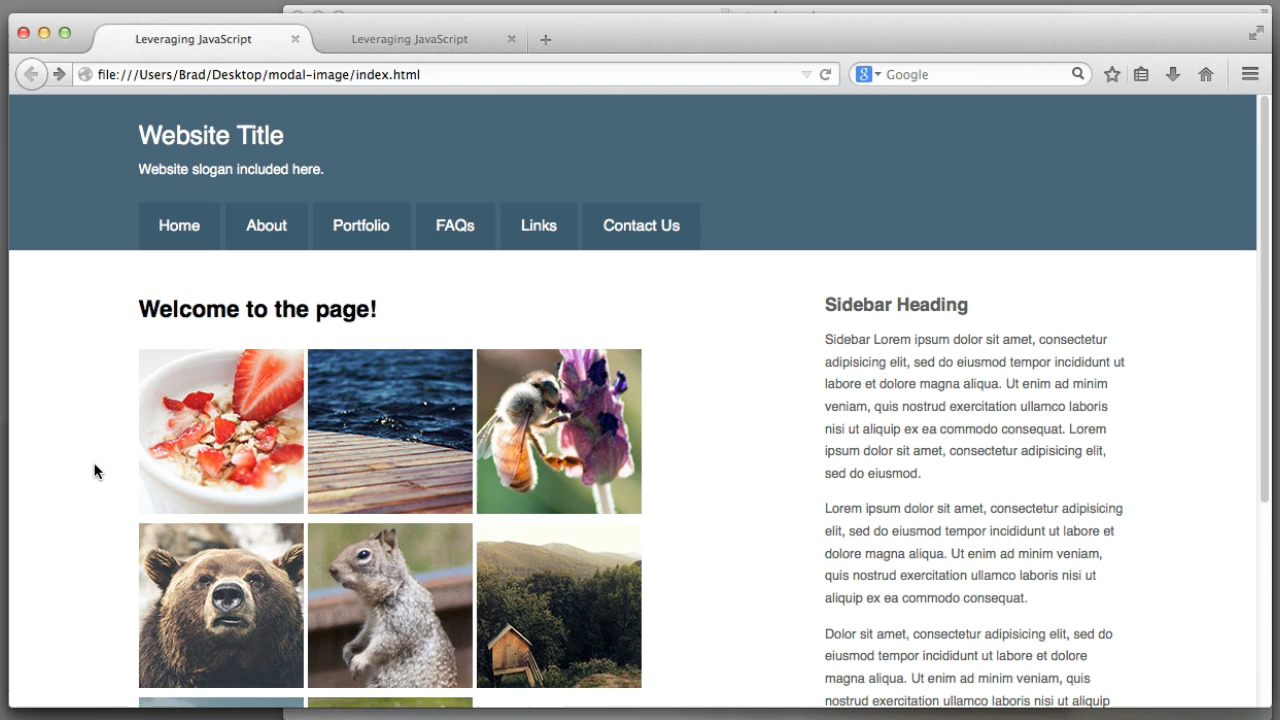 Leveraging JavaScript
Leveraging JavaScript
file:///Users/Brad/Desktop/modal-image/index.html
Google
Website Title
Website slogan included here.
Home
About
Portfolio
FAQs
Links
Contact Us
Welcome to the page!
Sidebar Heading
Sidebar Lorem ipsum dolor sit amet, consectetur
adipisicing elit, sed do eiusmod tempor incididunt ut
labore et dolore magna aliqua. Ut enim ad minim
veniam, quis nostrud exercitation ullamco laboris
nisi ut aliquip ex ea commodo consequat. Lorem
ipsum dolor sit amet, consectetur adipisicing elit,
sed do eiusmod.
Lorem ipsum dolor sit amet, consectetur adipisicing
elit, sed do eiusmod tempor incididunt ut labore et
dolore magna aliqua. Ut enim ad minim veniam,
quis nostrud exercitation ullamco laboris nisi ut
aliquip ex ea commodo consequat.
Dolor sit amet, consectetur adipisicing elit, sed do
eiusmod tempor incididunt ut labore et dolore
magna aliqua. Ut enim ad minim veniam, quis
nostrud exercitation ullamco laboris nisi ut aliquip